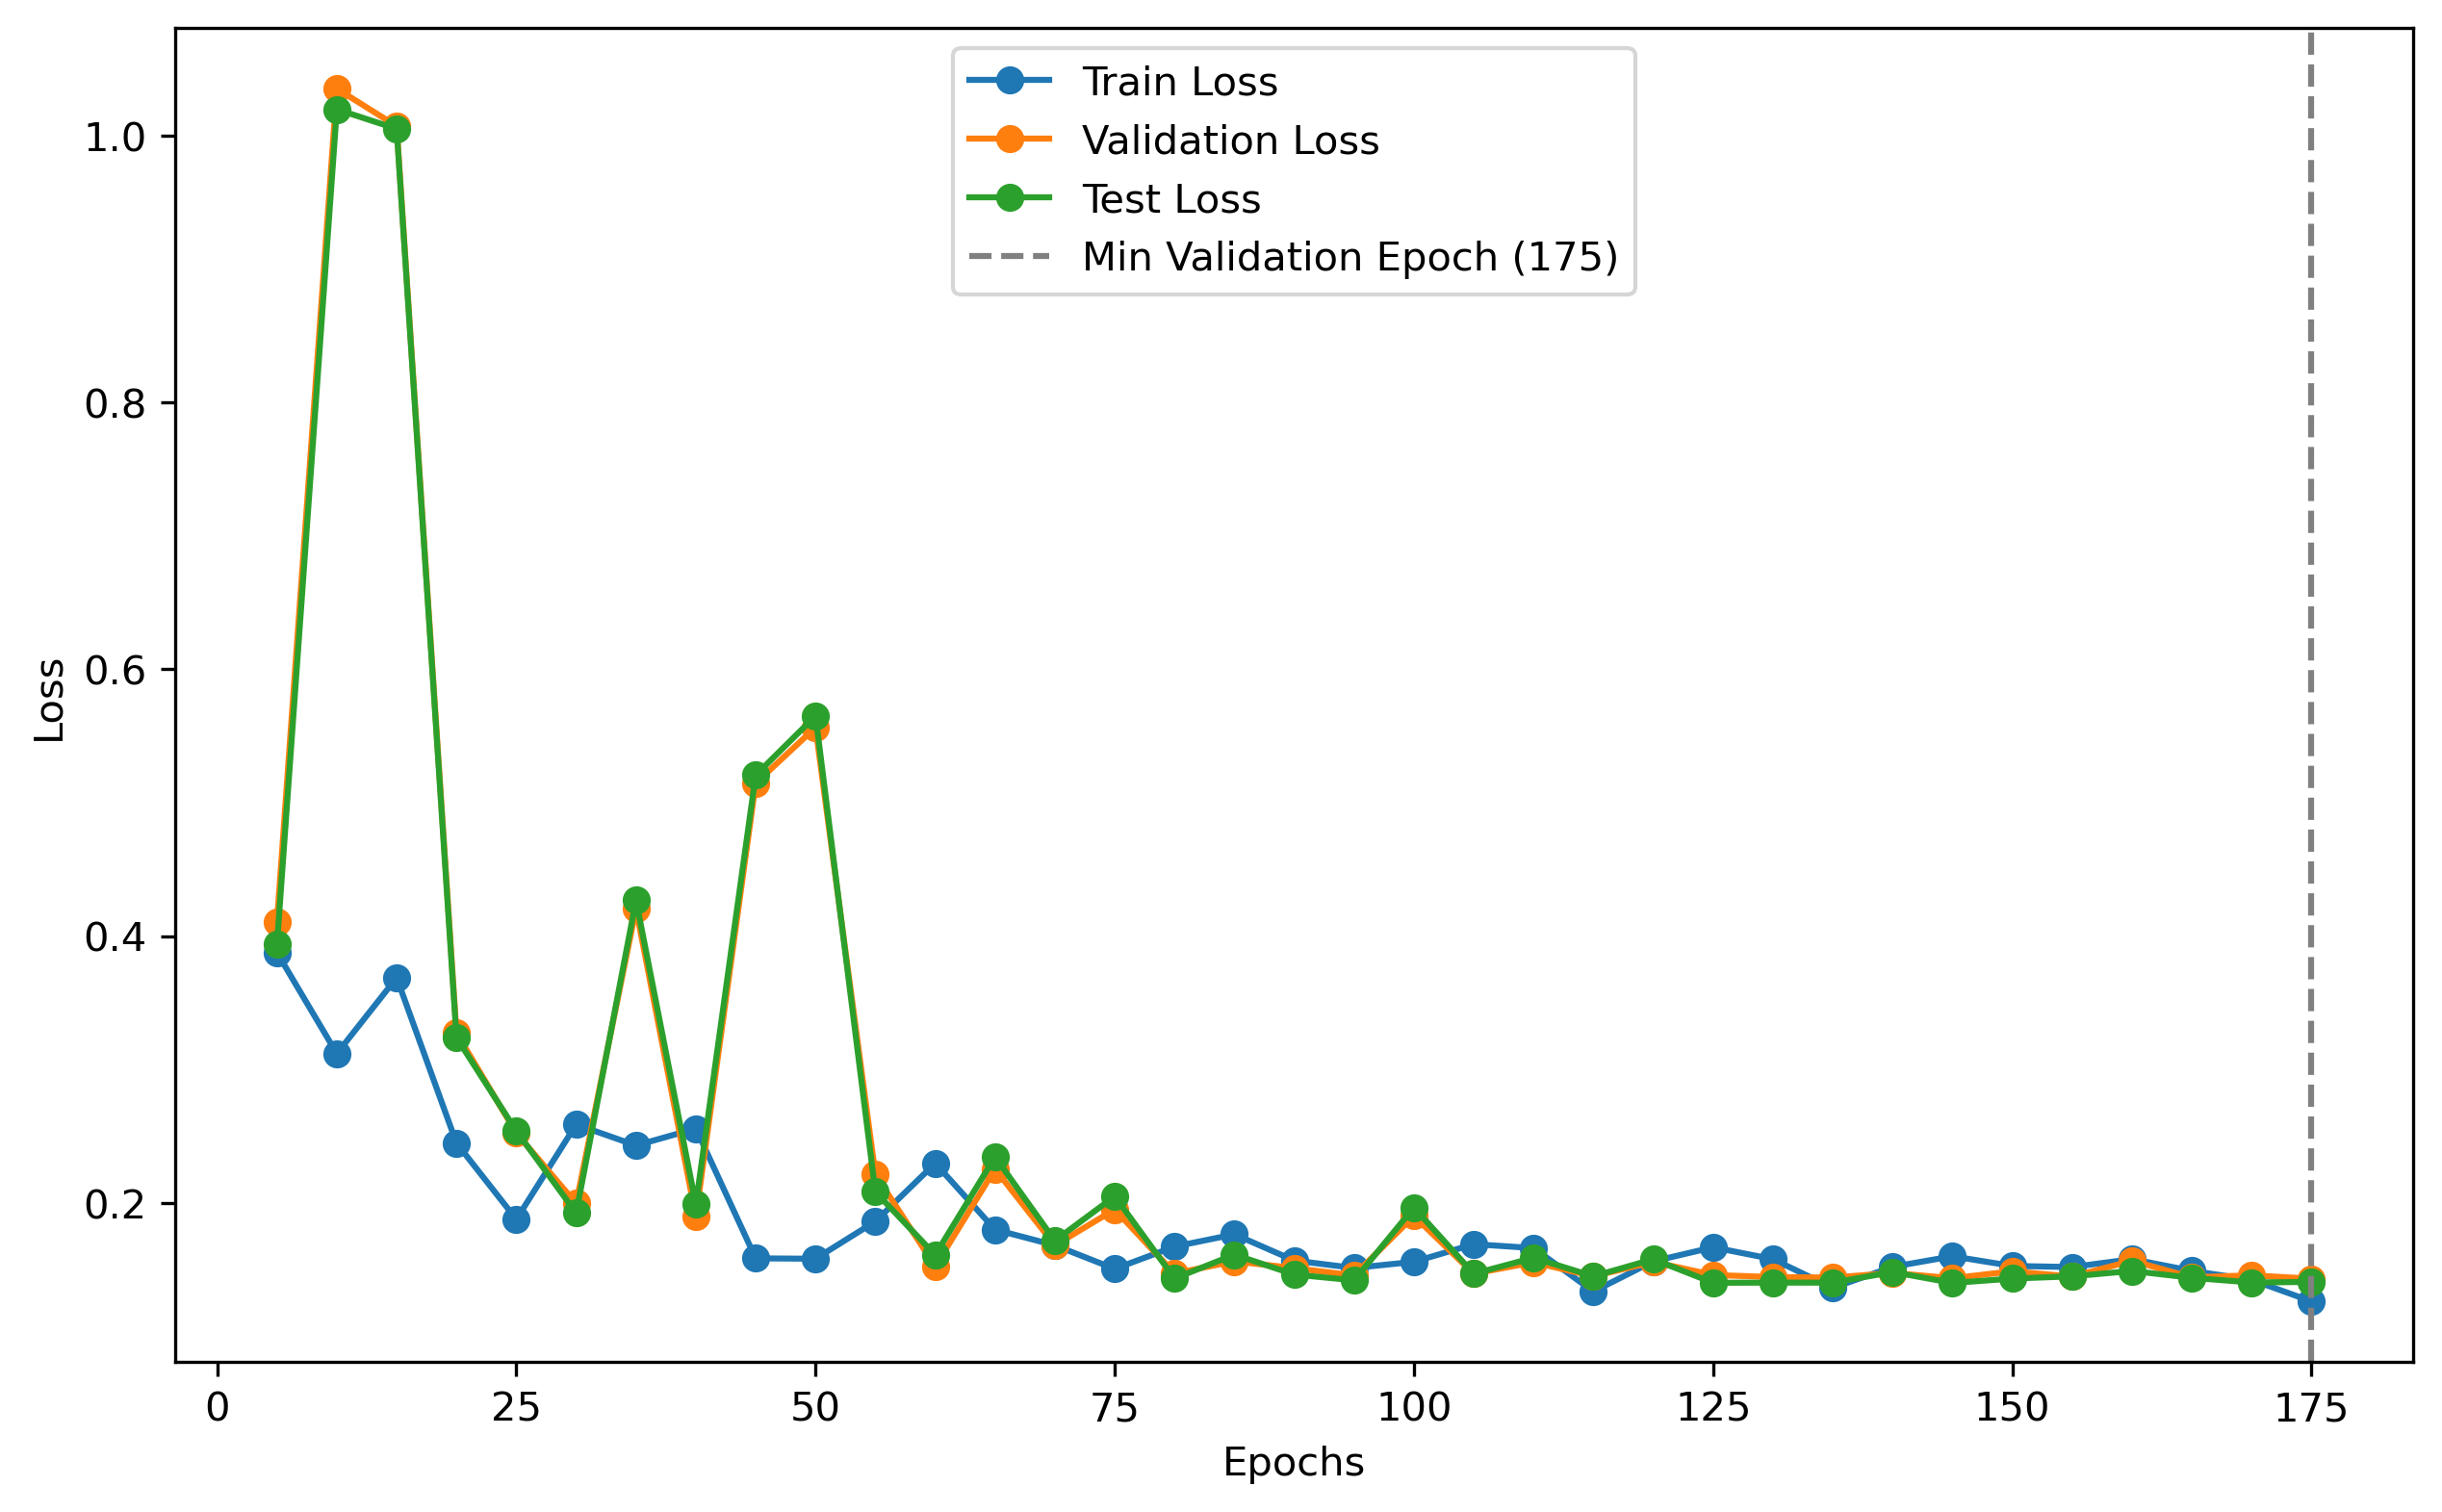 Train Loss
Validation Loss
Test Loss
Min Validation Epoch (175)
1.0
0.8
0.6
0.4
0.2
Loss
0 25 50 75 100 125 150 175
Epochs